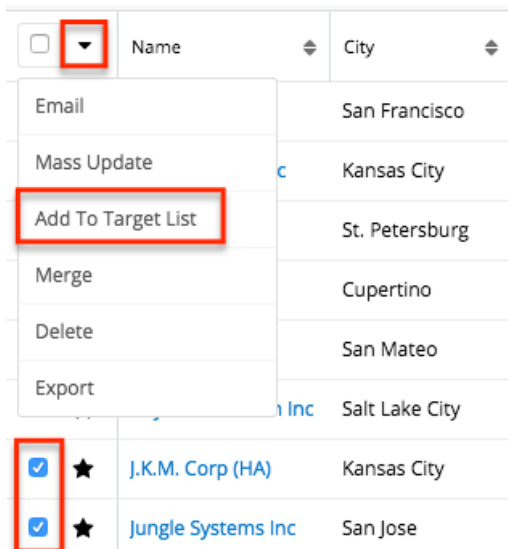 Name City
Email San Francisco
Mass Update c Kansas City
Add To Target List St. Petersburg
Merge Cupertino
Delete San Mateo
Export Inc Salt Lake City
J.K.M. Corp (HA) Kansas City
Jungle Systems Inc San Jose